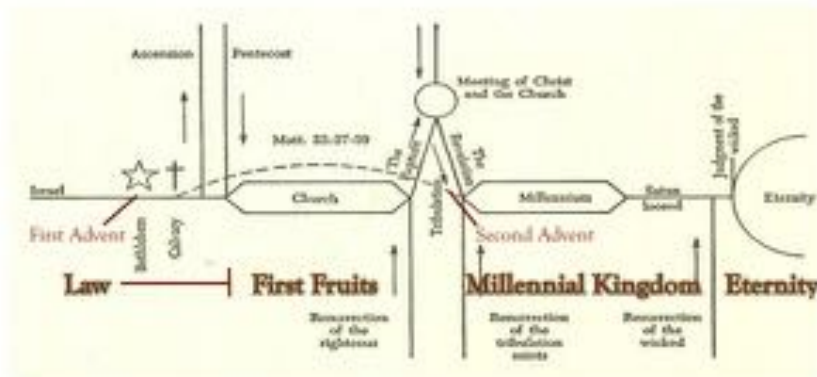 Ascension
Pentecost
Meeting of Christ
and the Church
Judgment of the
wicked
Matt. 23:37-39
(The
Rapture)
The
Israel
Church
Tribulation
Millennium
Satan
loosed
Eternity
First Advent
Bethlehem
Calvary
Second Advent
Law
First Fruits
Millennial Kingdom
Eternity
Resurrection
of the
righteous
Resurrection
of the
tribulation
saints
Resurrection
of the
wicked